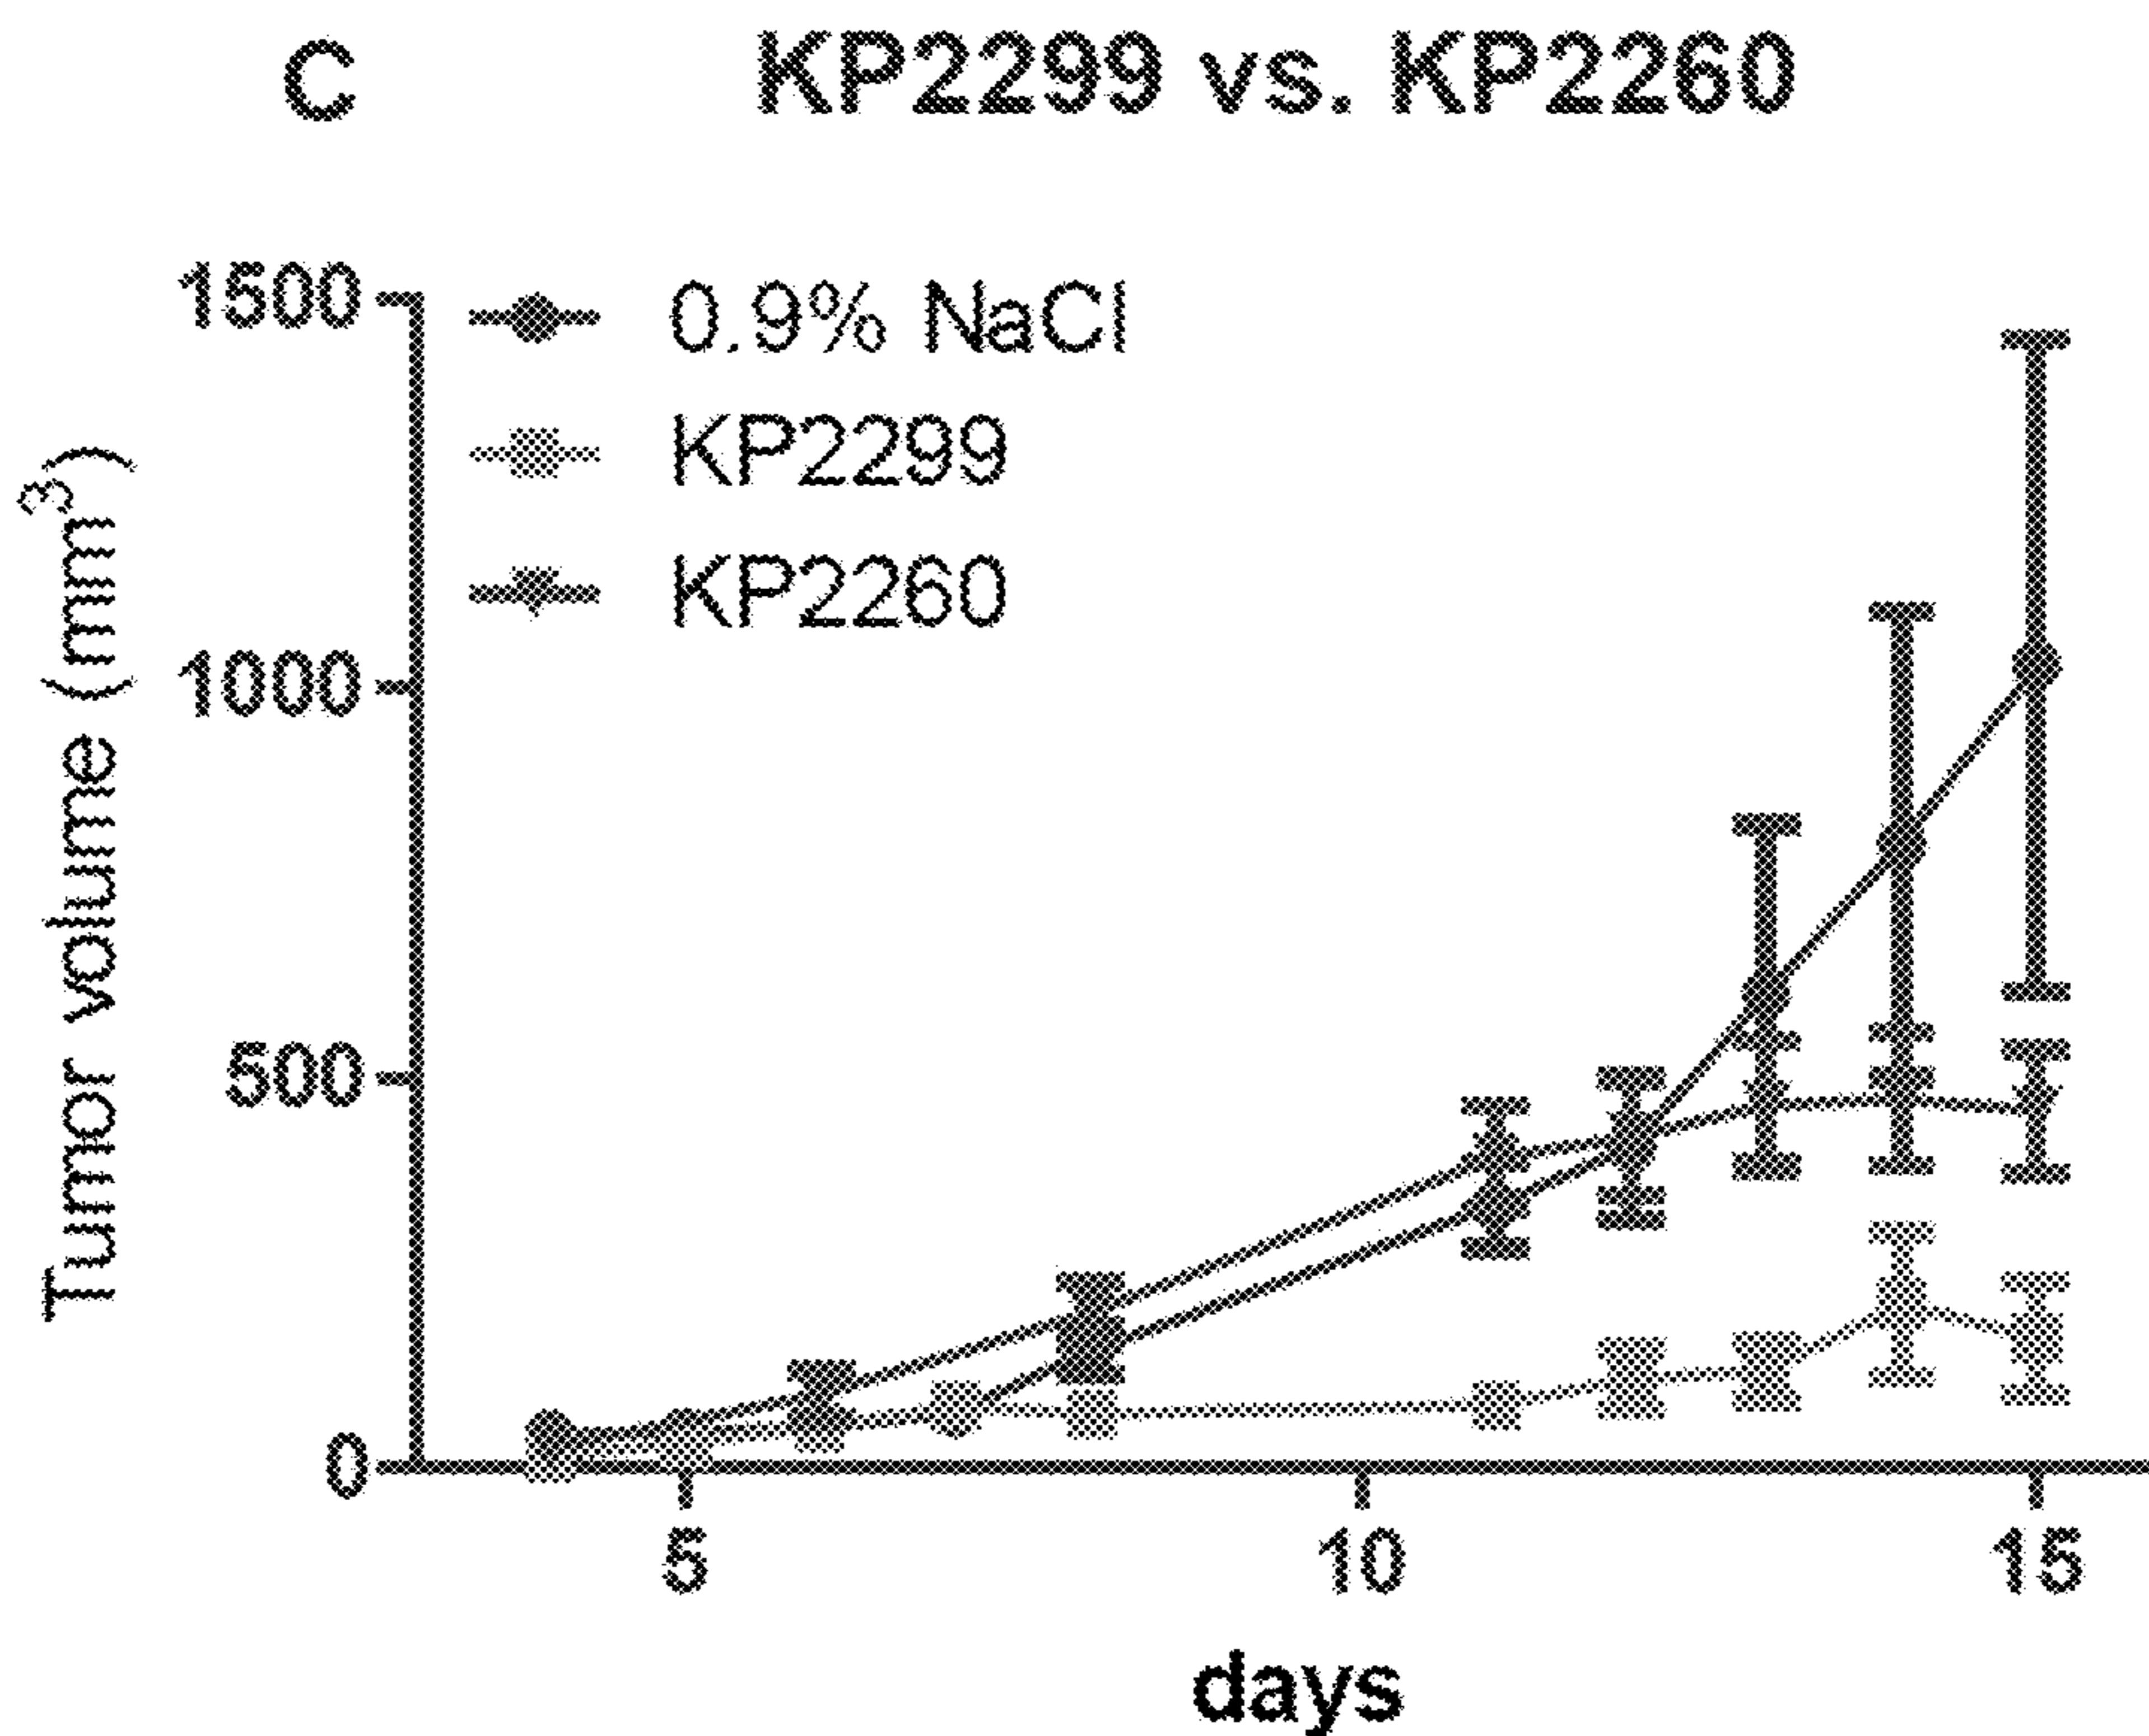 C
KP2299 vs. KP2260
1500
1000
500
0
Tumor volume (mm³)
0.9% NaCl
KP2299
KP2260
5
10
15
days